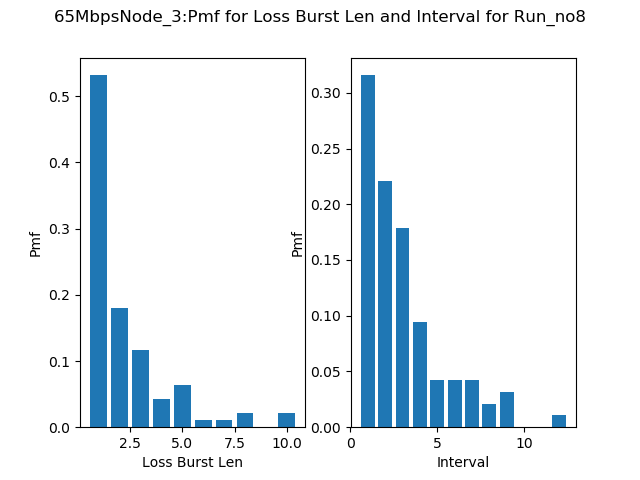 65MbpsNode_3:Pmf for Loss Burst Len and Interval for Run_no8
0.5
0.4
0.3
0.2
0.1
0.0
Pmf
2.5 5.0 7.5 10.0
Loss Burst Len
0.30
0.25
0.20
0.15
0.10
0.05
0.00
Pmf
0 5 10
Interval